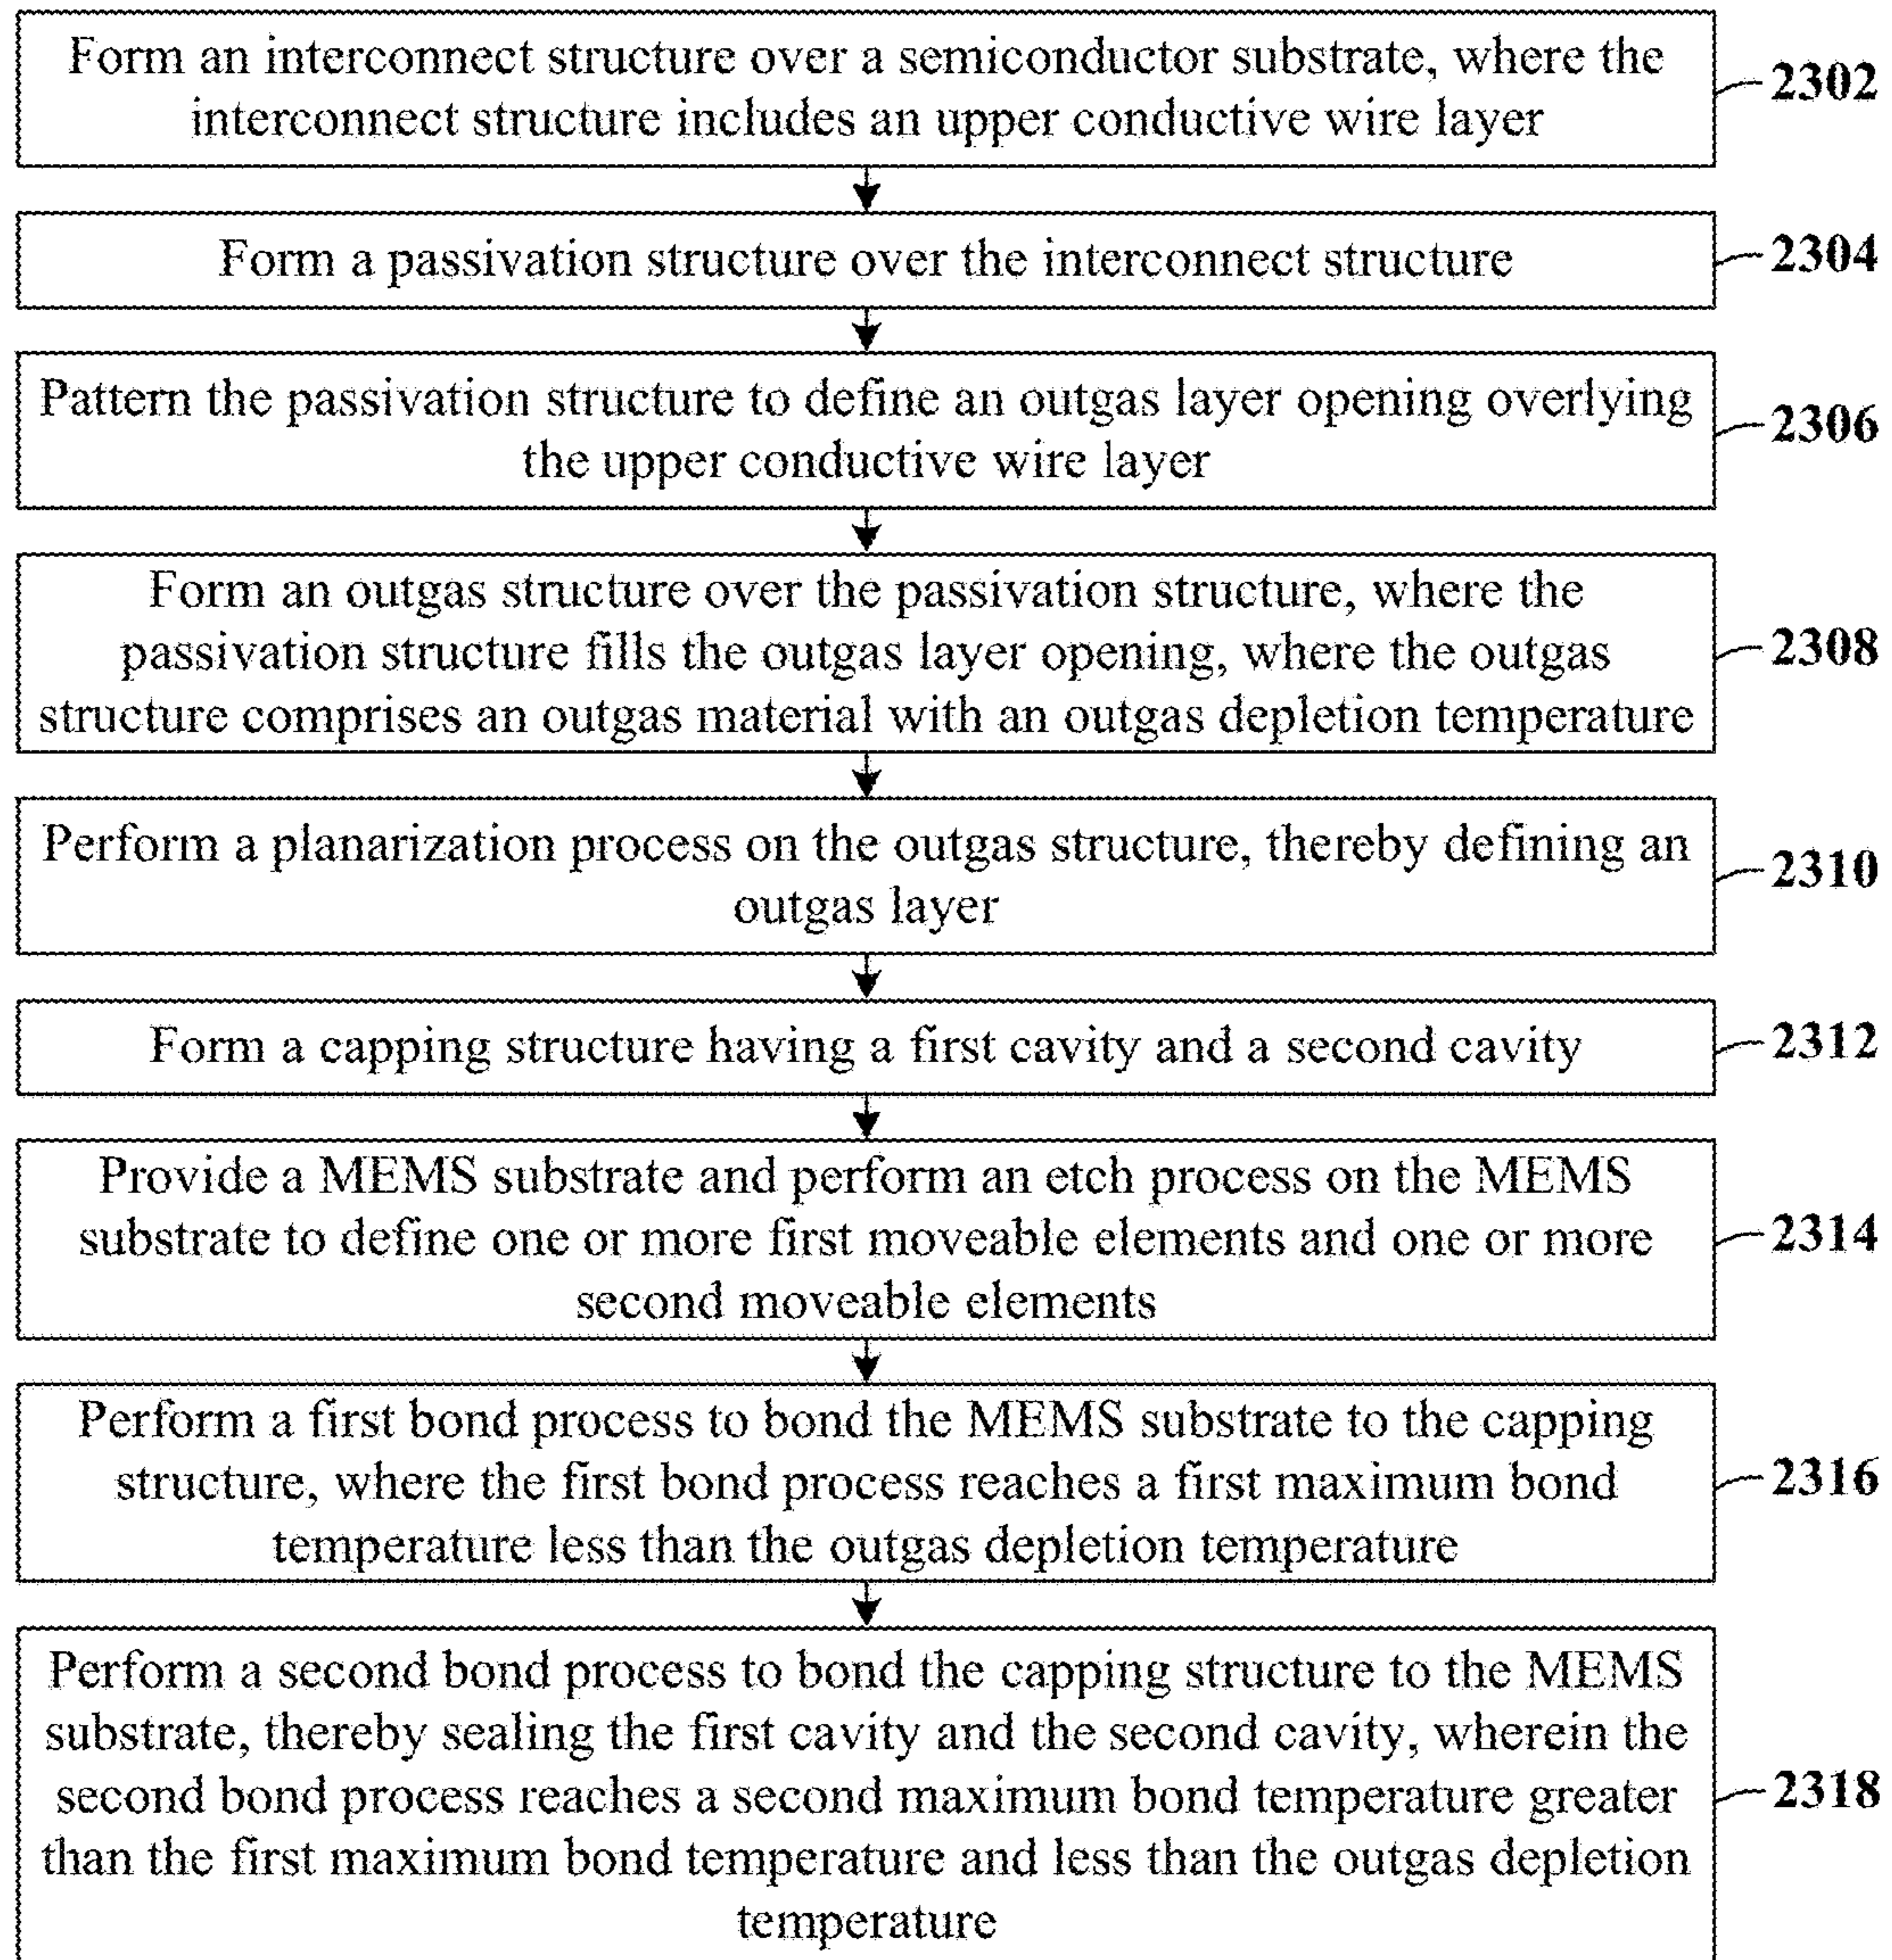 Form an interconnect structure over a semiconductor substrate, where the
interconnect structure includes an upper conductive wire layer
2302
Form a passivation structure over the interconnect structure
2304
Pattern the passivation structure to define an outgas layer opening overlying
the upper conductive wire layer
2306
Form an outgas structure over the passivation structure, where the
passivation structure fills the outgas layer opening, where the outgas
structure comprises an outgas material with an outgas depletion temperature
2308
Perform a planarization process on the outgas structure, thereby defining an
outgas layer
2310
Form a capping structure having a first cavity and a second cavity
2312
Provide a MEMS substrate and perform an etch process on the MEMS
substrate to define one or more first moveable elements and one or more
second moveable elements
2314
Perform a first bond process to bond the MEMS substrate to the capping
structure, where the first bond process reaches a first maximum bond
temperature less than the outgas depletion temperature
2316
Perform a second bond process to bond the capping structure to the MEMS
substrate, thereby sealing the first cavity and the second cavity, wherein the
second bond process reaches a second maximum bond temperature greater
than the first maximum bond temperature and less than the outgas depletion
temperature
2318